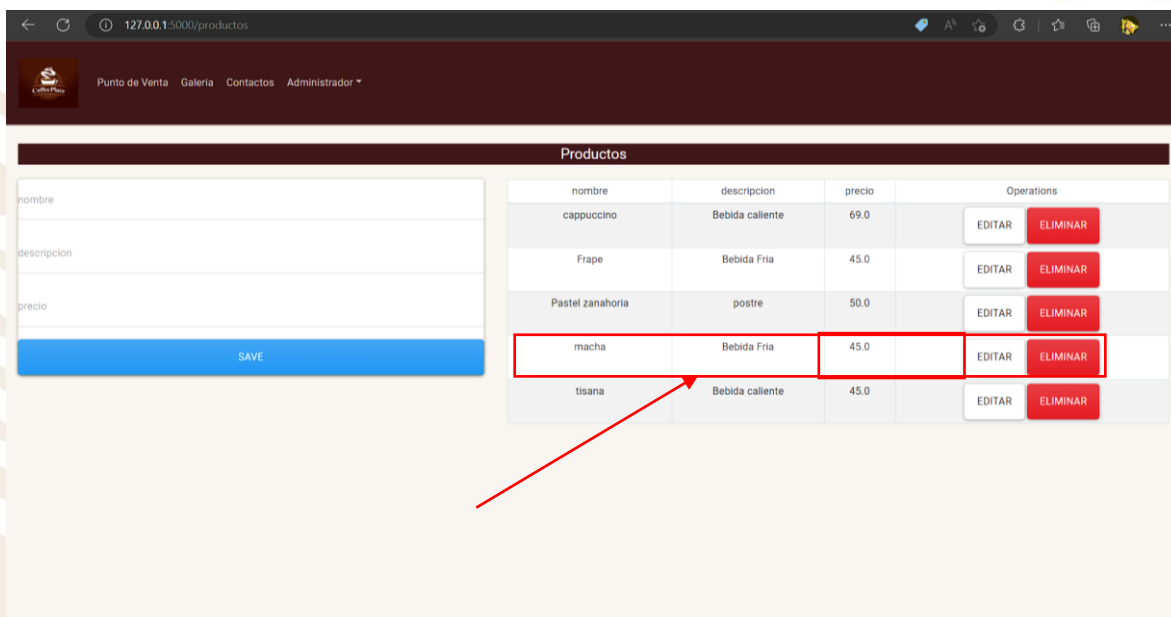 127.0.0.1:5000/productos
Coffee Place
Punto de Venta Galeria Contactos Administrador
Productos
nombre
descripcion
precio
SAVE
nombre descripcion precio Operations
cappuccino Bebida caliente 69.0 EDITAR ELIMINAR
Frape Bebida Fria 45.0 EDITAR ELIMINAR
Pastel zanahoria postre 50.0 EDITAR ELIMINAR
macha Bebida Fria 45.0 EDITAR ELIMINAR
tisana Bebida caliente 45.0 EDITAR ELIMINAR